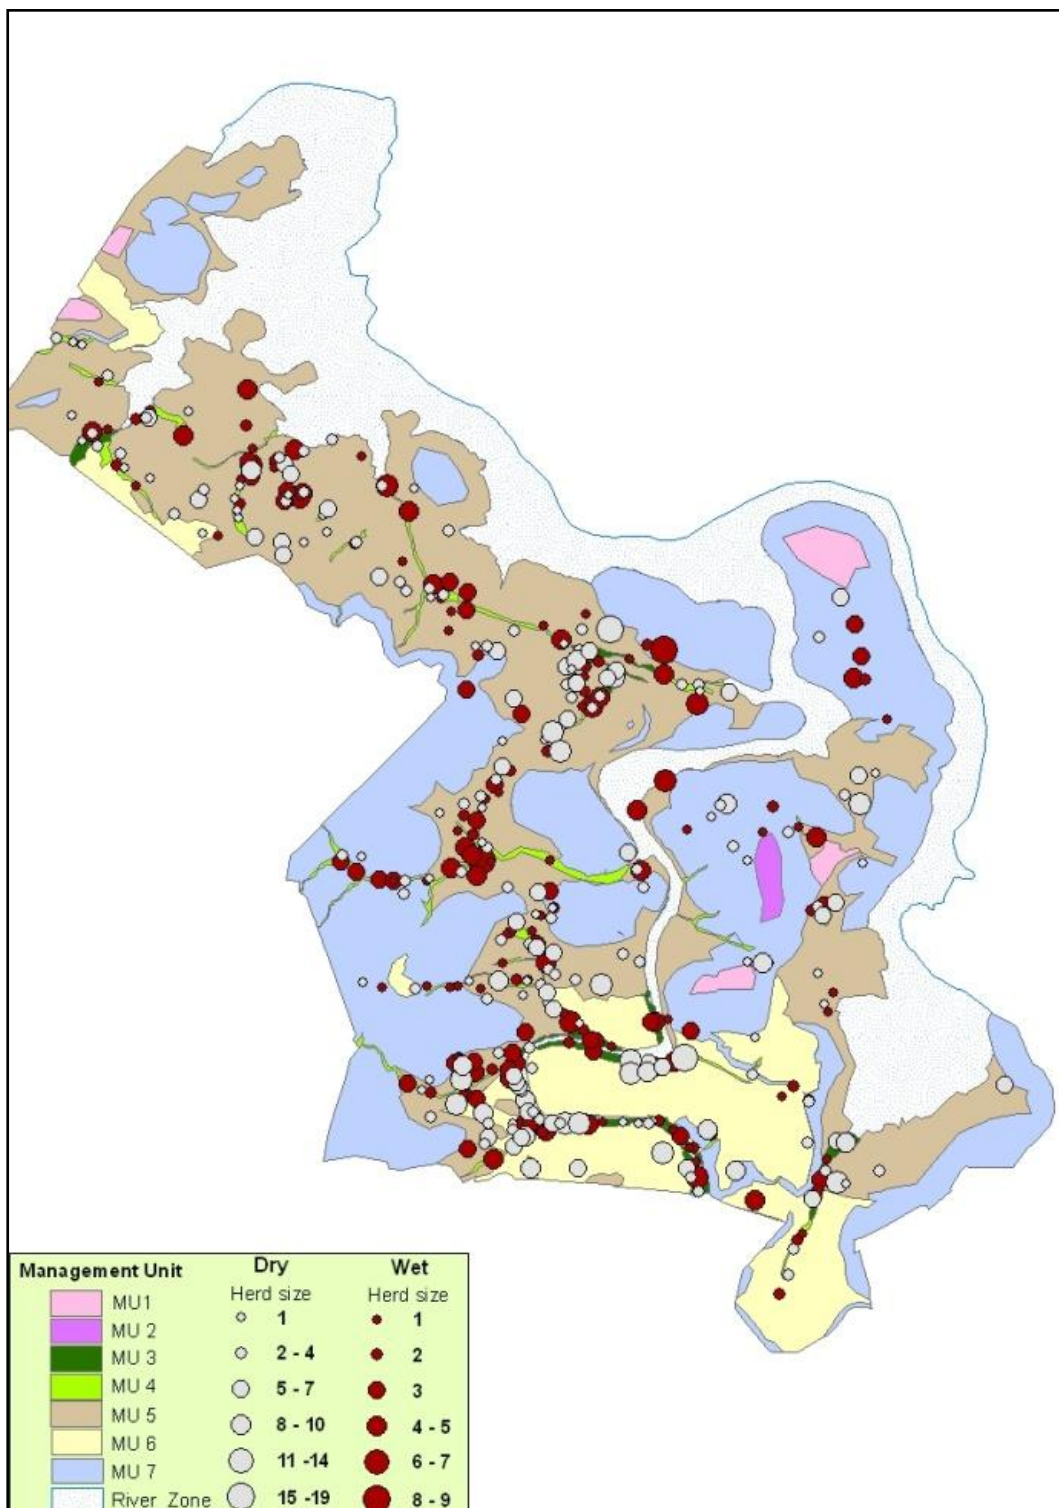 Management Unit Dry Wet
Herd size Herd size
MU1 1 1
MU 2 2 - 4 2
MU 3 5 - 7 3
MU 4 8 - 10 4 - 5
MU 5 11 -14 6 - 7
MU 6 15 -19 8 - 9
MU 7
River Zone